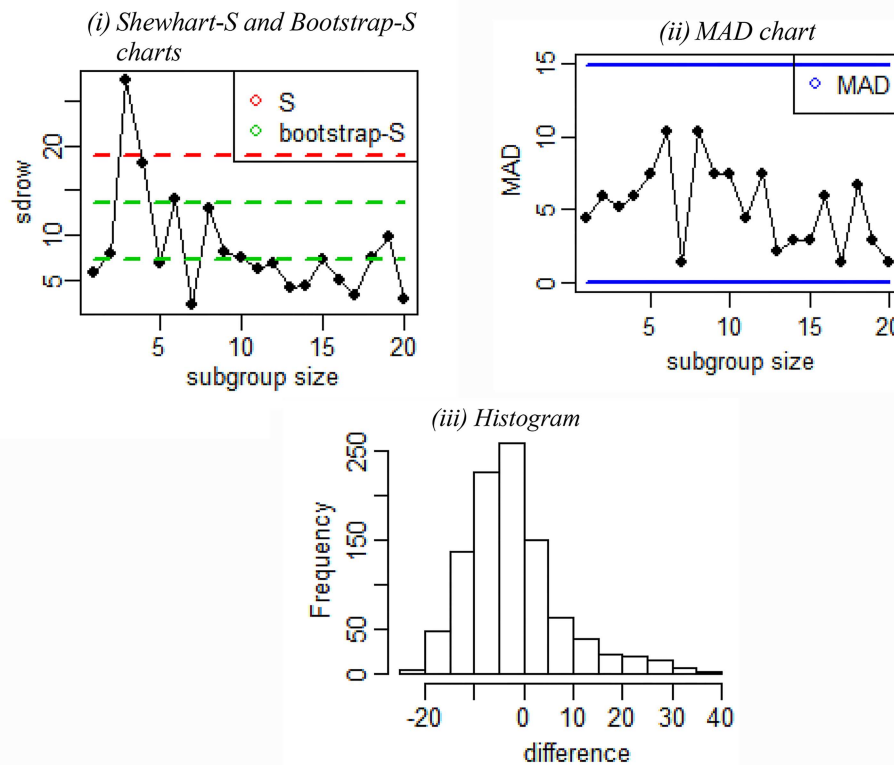 (i) Shewhart-S and Bootstrap-S
charts
S
bootstrap-S
sdrow
5
10
20
5
10
15
20
subgroup size
(ii) MAD chart
MAD
MAD
0
5
10
15
5
10
15
20
subgroup size
(iii) Histogram
Frequency
0
50
150
250
-20
0
10
20
30
40
difference